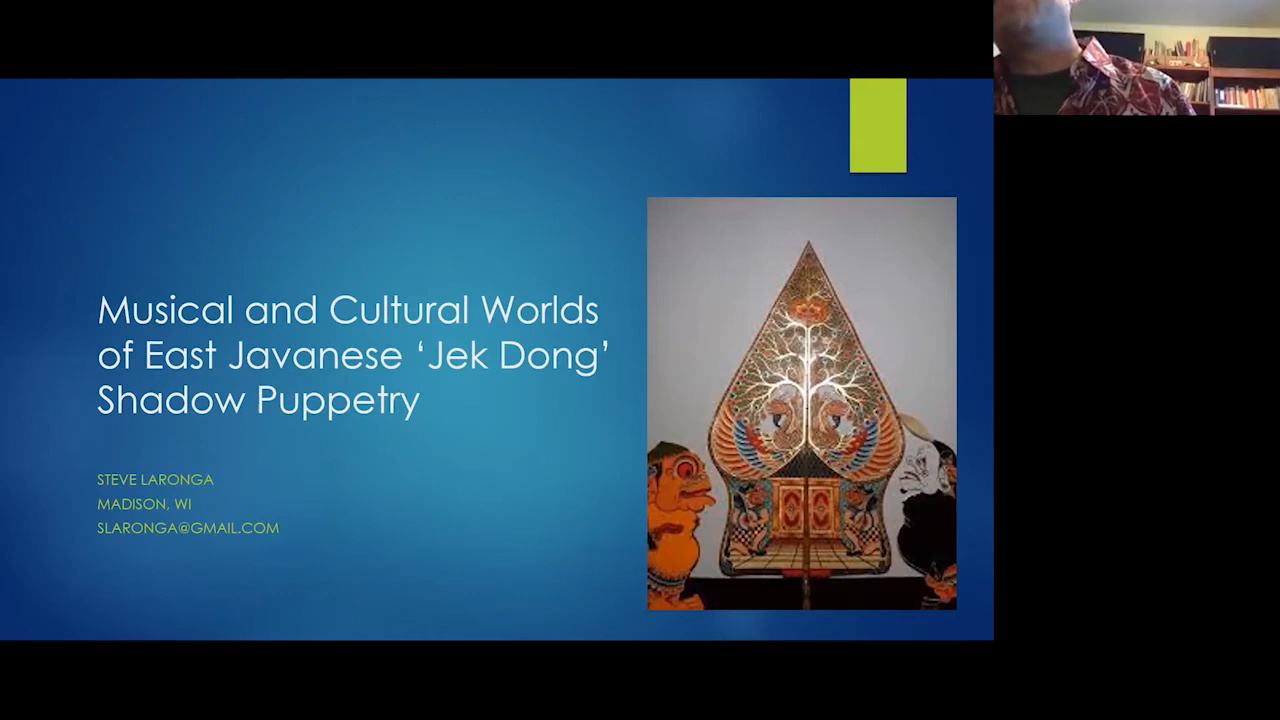 Musical and Cultural Worlds
of East Javanese ‘Jek Dong’
Shadow Puppetry
STEVE LARONGA
MADISON, WI
SLARONGA@GMAIL.COM